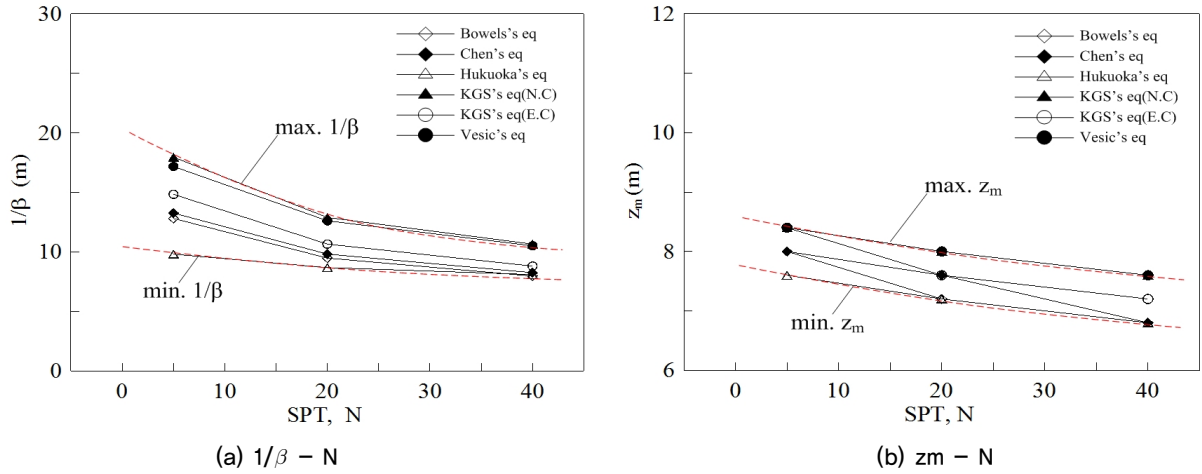 30
20
10
0
1/β (m)
0
10
20
30
40
SPT, N
Bowels's eq
Chen's eq
Hukuoka's eq
KGS's eq(N.C)
KGS's eq(E.C)
Vesic's eq
max. 1/β
min. 1/β
(a) 1/β - N
12
10
8
6
zm (m)
0
10
20
30
40
SPT, N
Bowels's eq
Chen's eq
Hukuoka's eq
KGS's eq(N.C)
KGS's eq(E.C)
Vesic's eq
max. zm
min. zm
(b) zm - N